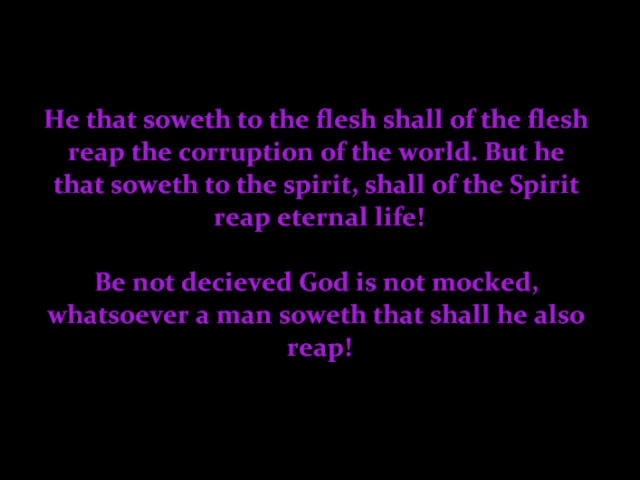 He that soweth to the flesh shall of the flesh
reap the corruption of the world. But he
that soweth to the spirit, shall of the Spirit
reap eternal life!
Be not decieved God is not mocked,
whatsoever a man soweth that shall he also
reap!